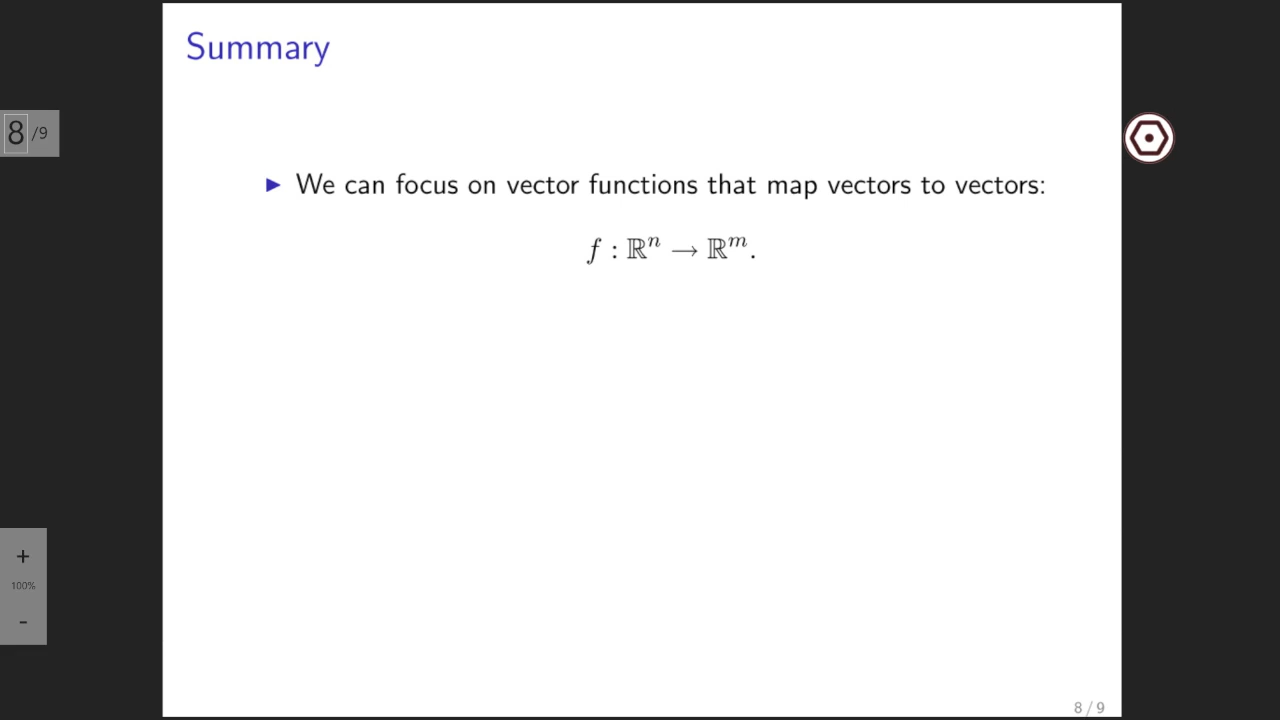 Summary
8 /9
▶ We can focus on vector functions that map vectors to vectors:
f : ℝⁿ → ℝᵐ.
+
100%
-
8 / 9